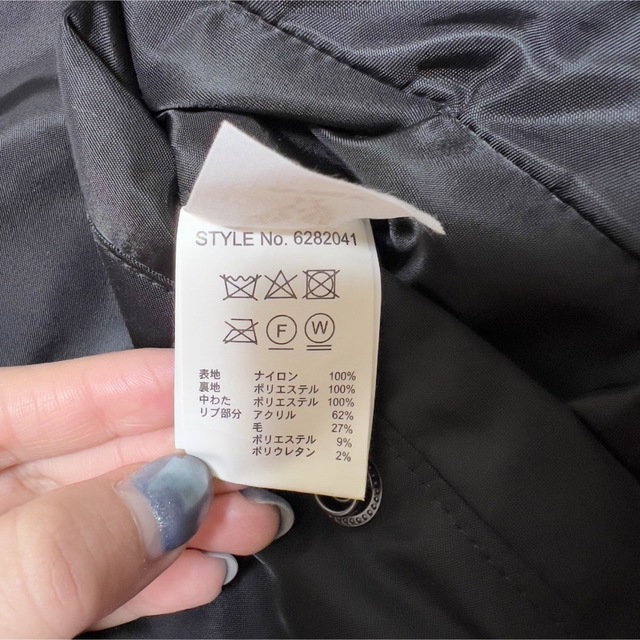 STYLE No. 6282041
F W
表地 ナイロン 100%
裏地 ポリエステル 100%
中わた ポリエステル 100%
リブ部分 アクリル 62%
毛 27%
ポリエステル 9%
ポリウレタン 2%